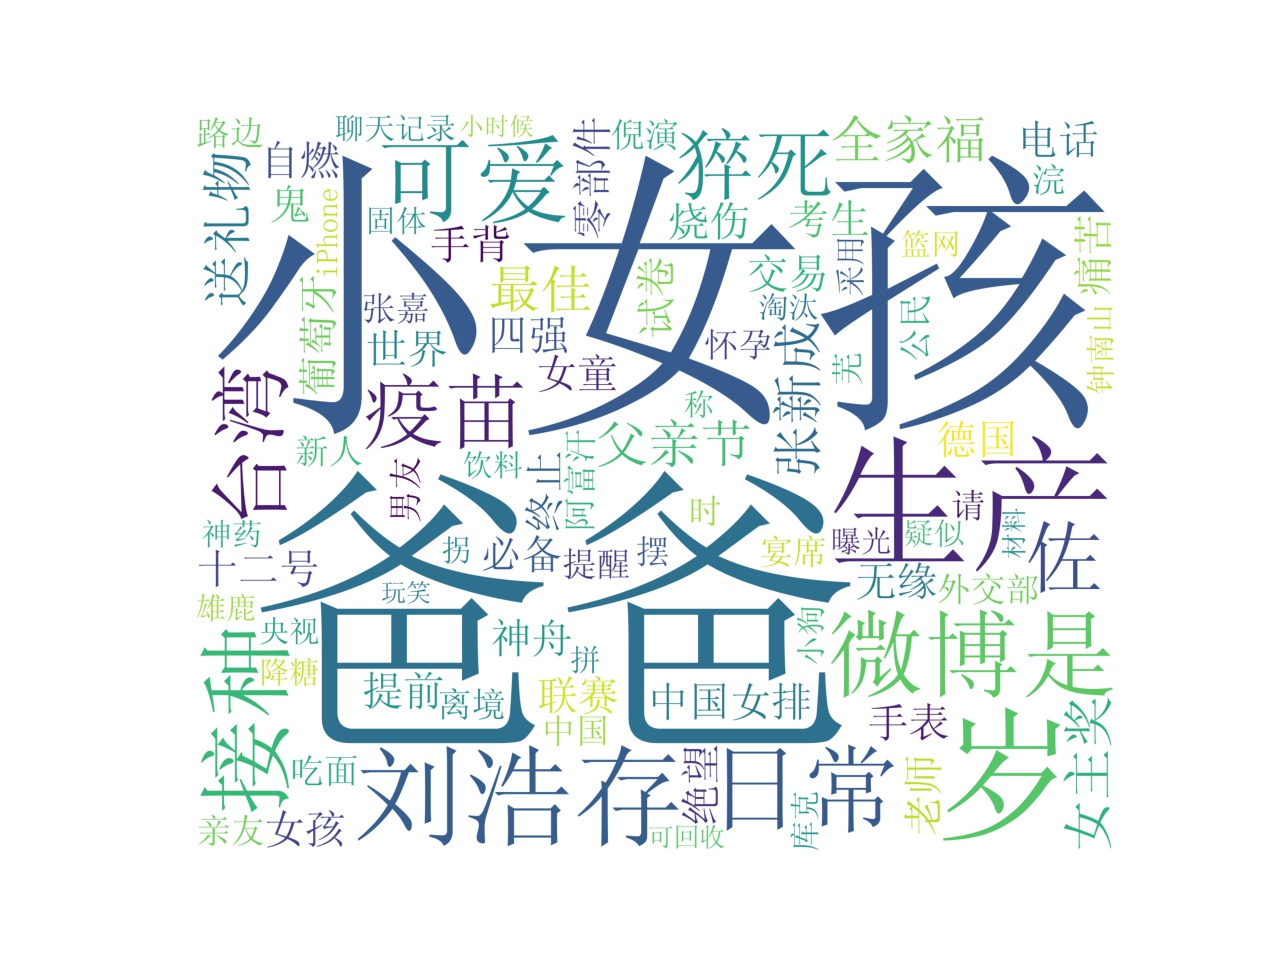 路边
聊天记录
小时候
零部件
倪演
猝死
全家福
电话
自燃
可爱
送礼物
鬼
iPhone
固体
手背
烧伤
考生
采用
篮网
浣
痛苦
小女孩
葡萄牙
张嘉
最佳
试卷
交易
淘汰
公民
钟南山
世界
四强
女童
怀孕
张新成
芜
台湾
疫苗
称
父亲节
德国
新人
男友
饮料
终止
阿富汗
时
生产
请
材料
佐
神药
十二号
拐
必备
提醒
摆
宴席
曝光
疑似
无缘
外交部
雄鹿
玩笑
爸爸
央视
降糖
接种
神舟
拼
小狗
微博是
提前
离境
联赛
中国
中国女排
手表
岁
女主奖
吃面
刘浩存
绝望
日常
库克
老师
亲友
女孩
可回收